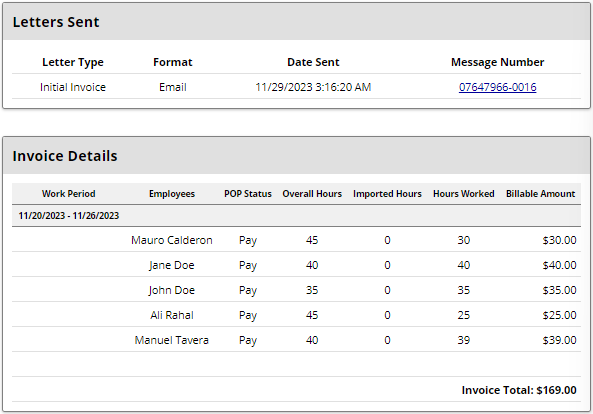 Letters Sent
Letter Type Format Date Sent Message Number
Initial Invoice Email 11/29/2023 3:16:20 AM 07647966-0016
Invoice Details
Work Period Employees POP Status Overall Hours Imported Hours Hours Worked Billable Amount
11/20/2023 - 11/26/2023
Mauro Calderon Pay 45 0 30 $30.00
Jane Doe Pay 40 0 40 $40.00
John Doe Pay 35 0 35 $35.00
Ali Rahal Pay 45 0 25 $25.00
Manuel Tavera Pay 40 0 39 $39.00
Invoice Total: $169.00